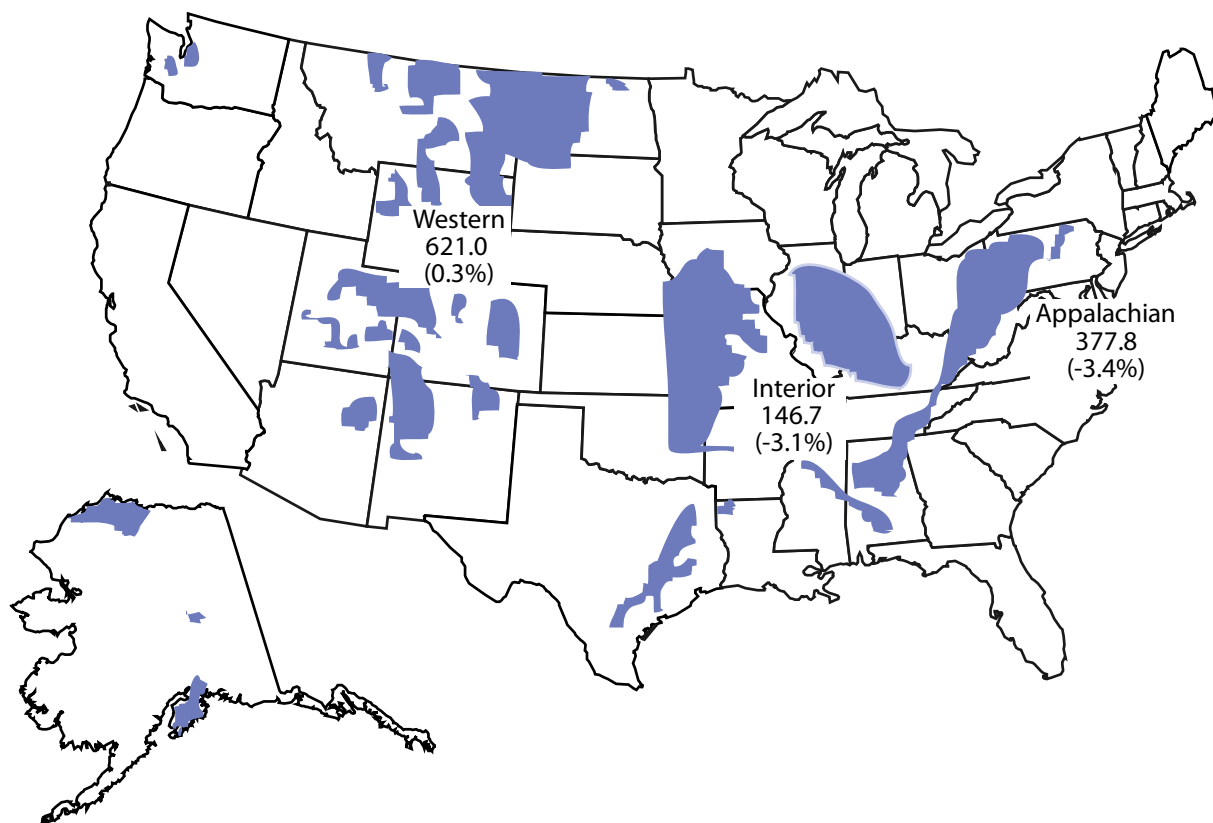 Western
621.0
(0.3%)
Appalachian
377.8
(-3.4%)
Interior
146.7
(-3.1%)